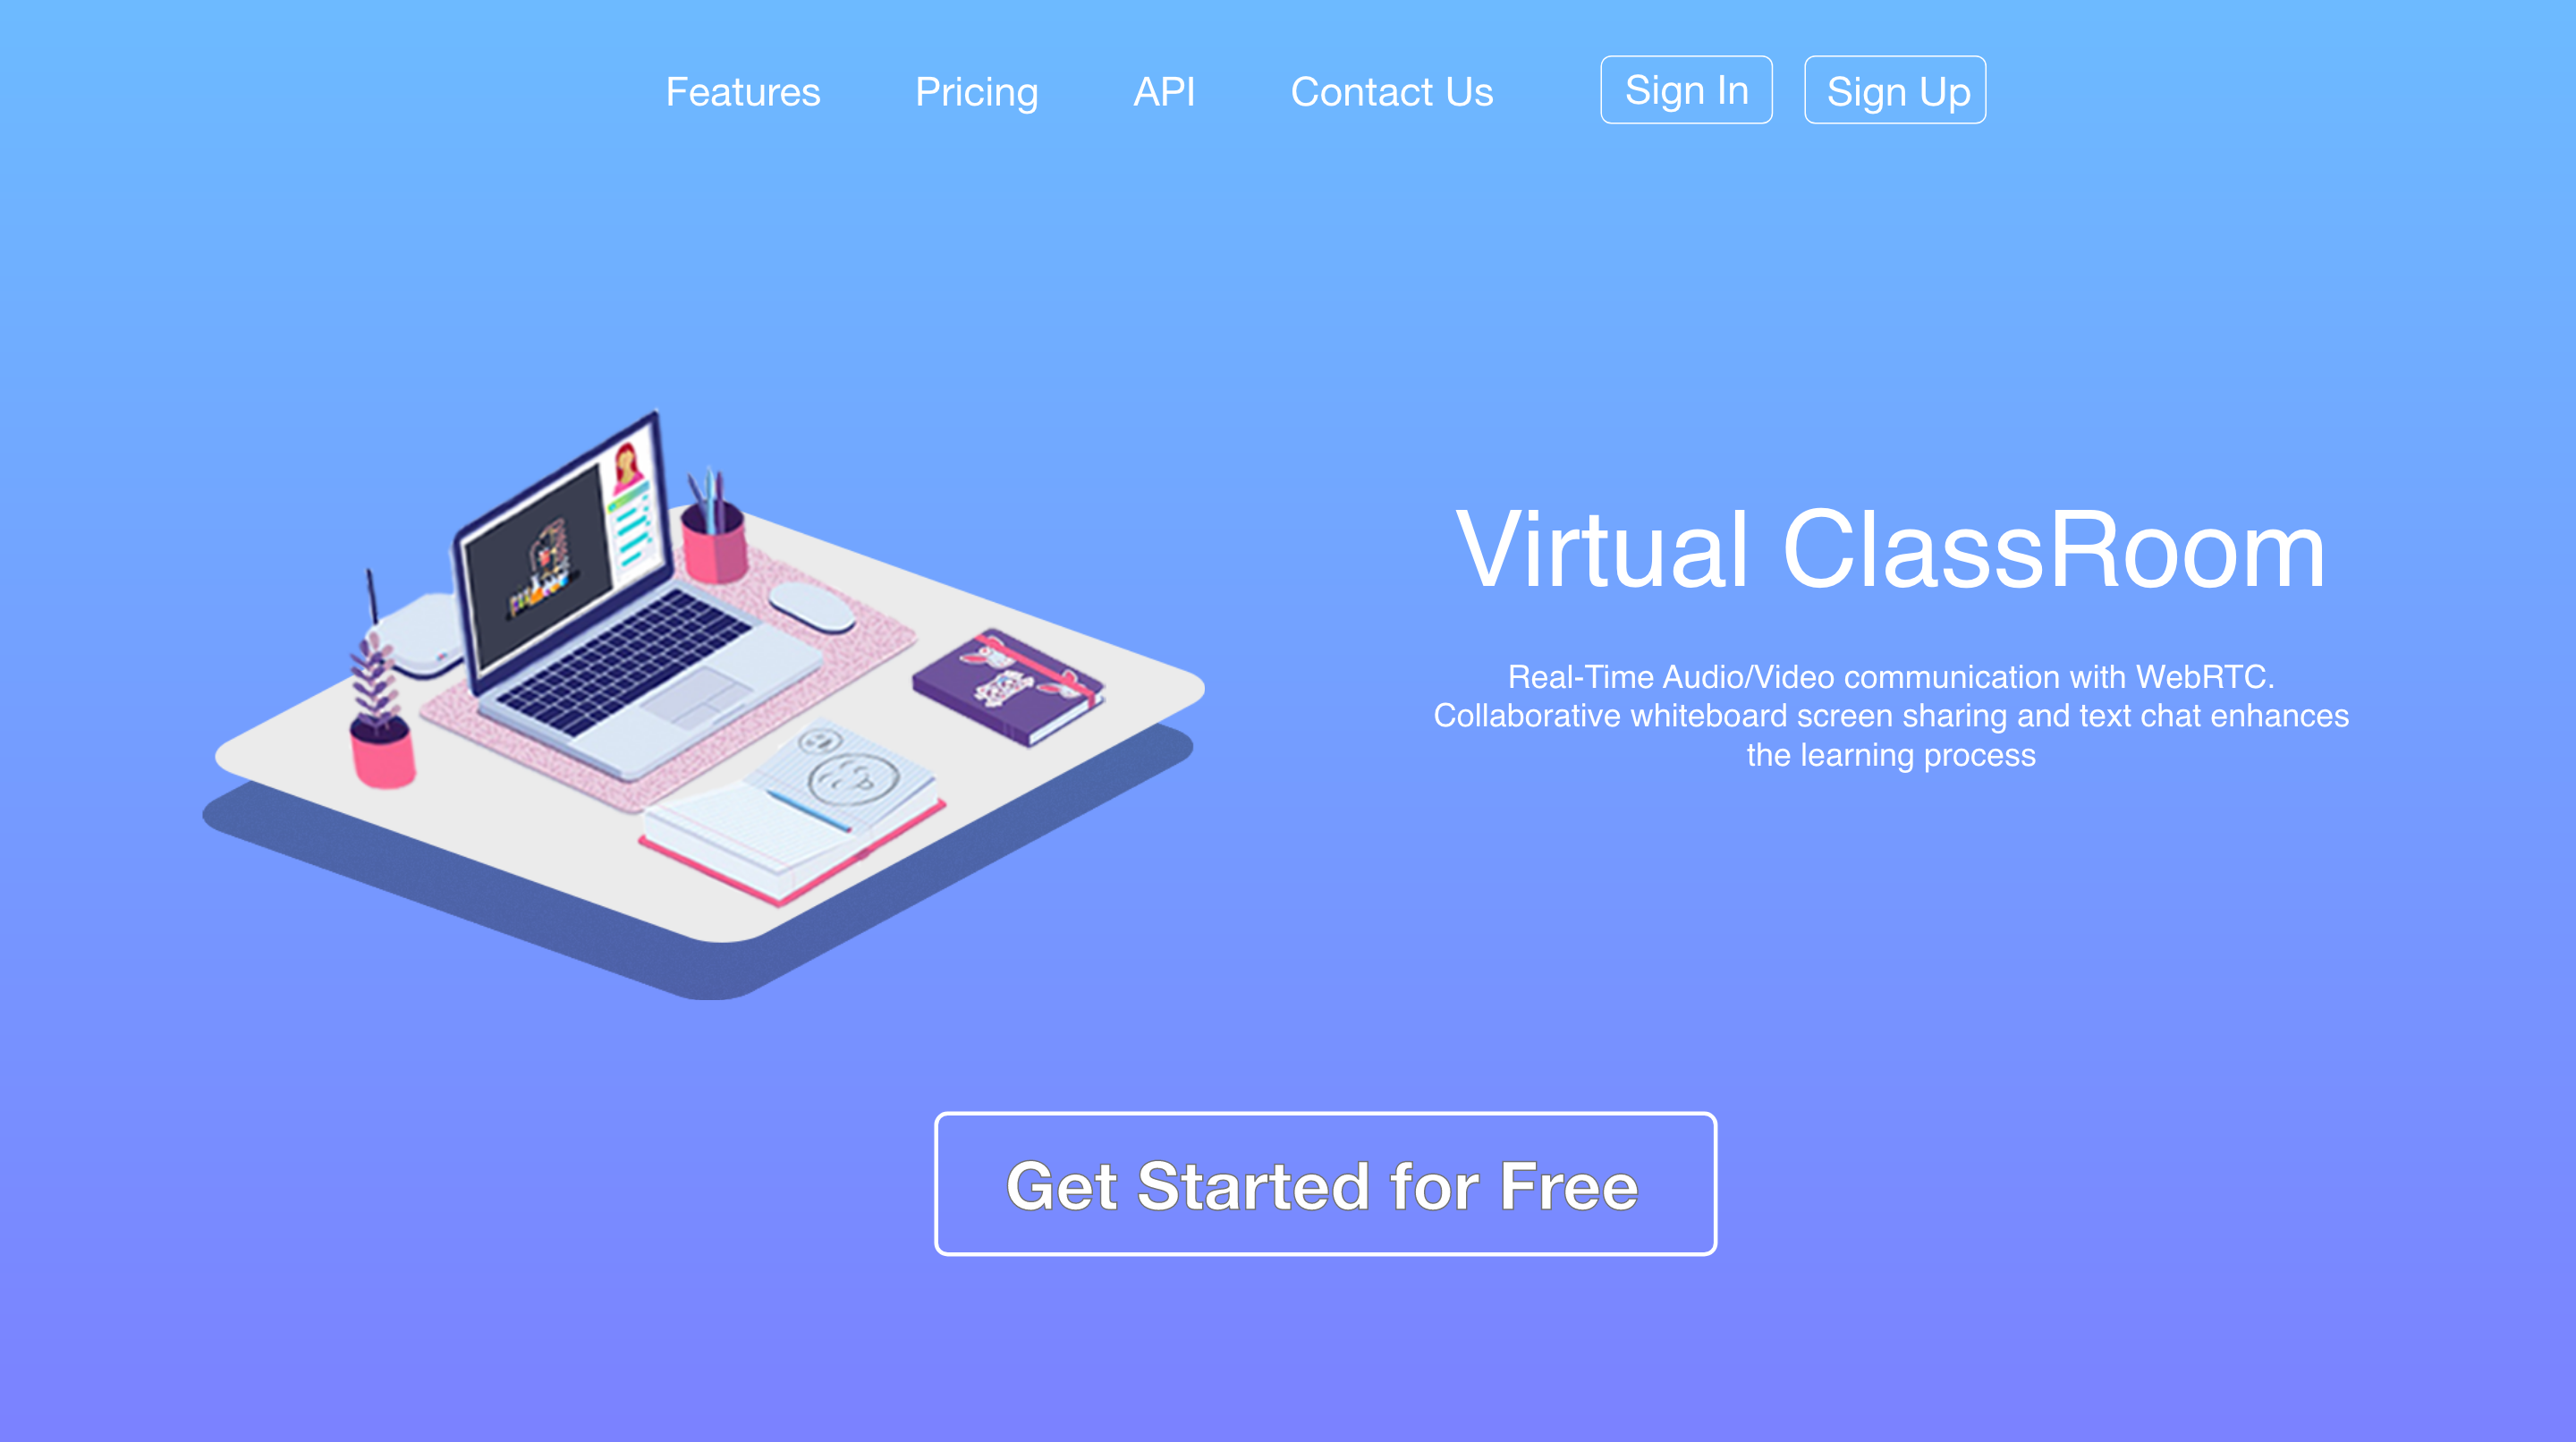 Features Pricing API Contact Us Sign In Sign Up
Virtual ClassRoom
Real-Time Audio/Video communication with WebRTC.
Collaborative whiteboard screen sharing and text chat enhances
the learning process
Get Started for Free